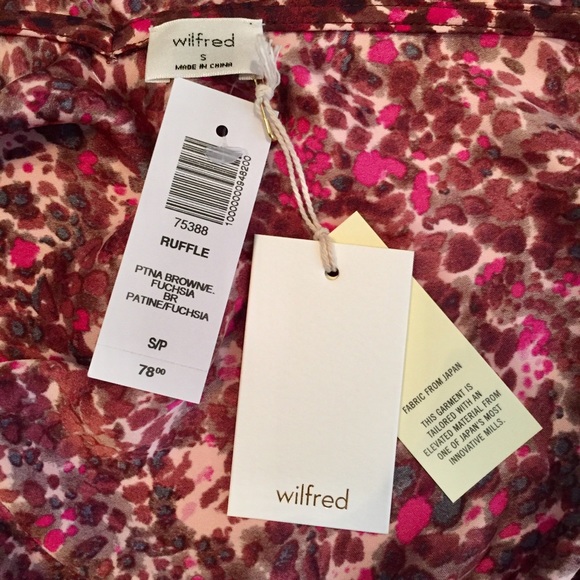 wilfred
S
MADE IN CHINA
1000000948200
75388
RUFFLE
PTNA BROWN/E.
FUCHSIA
BR
PATINE/FUCHSIA
S/P
78.00
wilfred
FABRIC FROM JAPAN
THIS GARMENT IS
TAILORED WITH AN
ELEVATED MATERIAL FROM
ONE OF JAPAN'S MOST
INNOVATIVE MILLS.